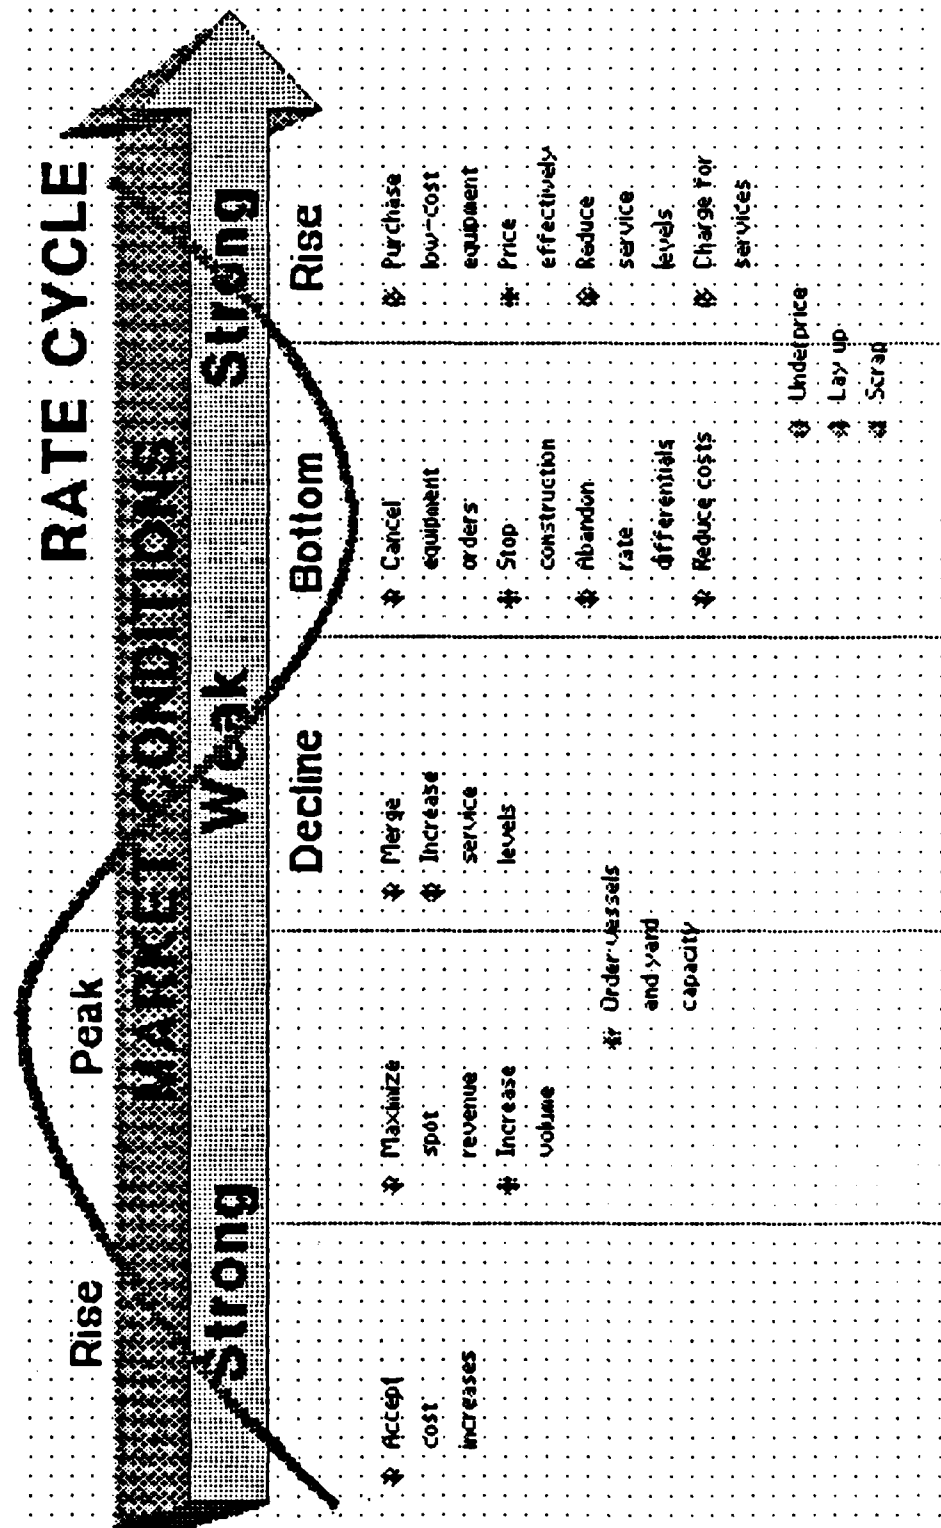 RATE CYCLE
Rise
Peak
MARKET CONDITIONS
Strong
Weak
Strong
Decline
Bottom
Rise
Accept
cost
increases
Maximize
spot
revenue
Increase
volume
Order vessels
and yard
capacity
Merge
Increase
service
levels
Cancel
equipment
orders
Stop
construction
Abandon
rate
differentials
Reduce costs
Underprice
Lay up
Scrap
Purchase
low-cost
equipment
Price
effectively
Reduce
service
levels
Charge for
services